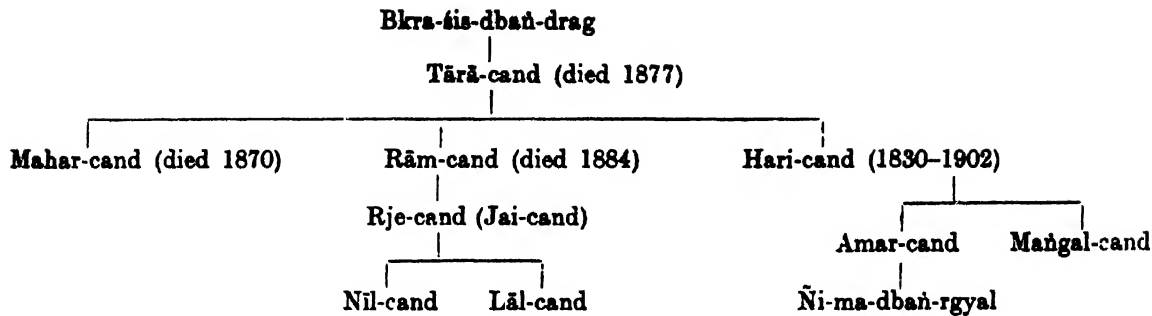 Bkra-śis-dbaṅ-drag
Tārā-cand (died 1877)
Mahar-cand (died 1870) Rām-cand (died 1884) Hari-cand (1830–1902)
Rje-cand (Jai-cand)
Amar-cand Maṅgal-cand
Nīl-cand Lāl-cand Ñi-ma-dbaṅ-rgyal